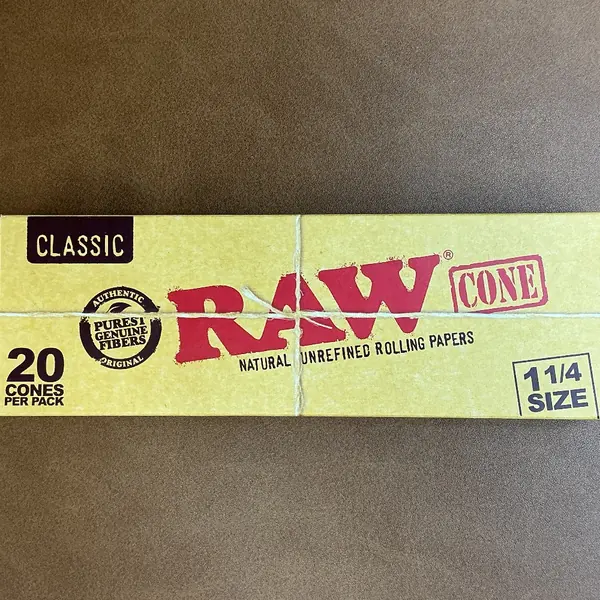 CLASSIC
AUTHENTIC
PUREST
GENUINE
FIBERS
ORIGINAL
RAW®
CONE
NATURAL UNREFINED ROLLING PAPERS
20
CONES
PER PACK
1 1/4
SIZE